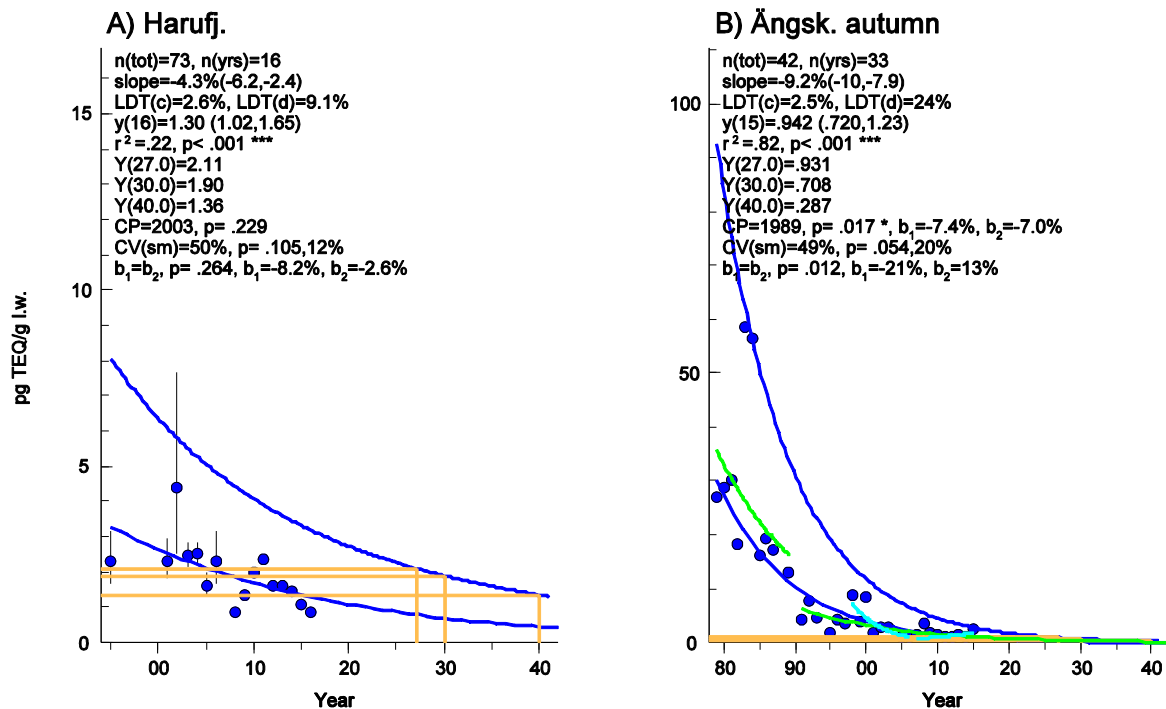 A) Harufj.
n(tot)=73, n(yrs)=16
slope=-4.3%(-6.2,-2.4)
LDT(c)=2.6%, LDT(d)=9.1%
y(16)=1.30 (1.02,1.65)
r²=.22, p< .001 ***
Y(27.0)=2.11
Y(30.0)=1.90
Y(40.0)=1.36
CP=2003, p= .229
CV(sm)=50%, p= .105,12%
b₁=b₂, p= .264, b₁=-8.2%, b₂=-2.6%
15
10
5
0
pg TEQ/g l.w.
00 10 20 30 40
Year
B) Ängsk. autumn
n(tot)=42, n(yrs)=33
slope=-9.2%(-10,-7.9)
LDT(c)=2.5%, LDT(d)=24%
y(15)=.942 (.720,1.23)
r²=.82, p< .001 ***
Y(27.0)=.931
Y(30.0)=.708
Y(40.0)=.287
CP=1989, p= .017 *, b₁=-7.4%, b₂=-7.0%
CV(sm)=49%, p= .054,20%
b₁=b₂, p= .012, b₁=-21%, b₂=13%
100
50
0
80 90 00 10 20 30 40
Year